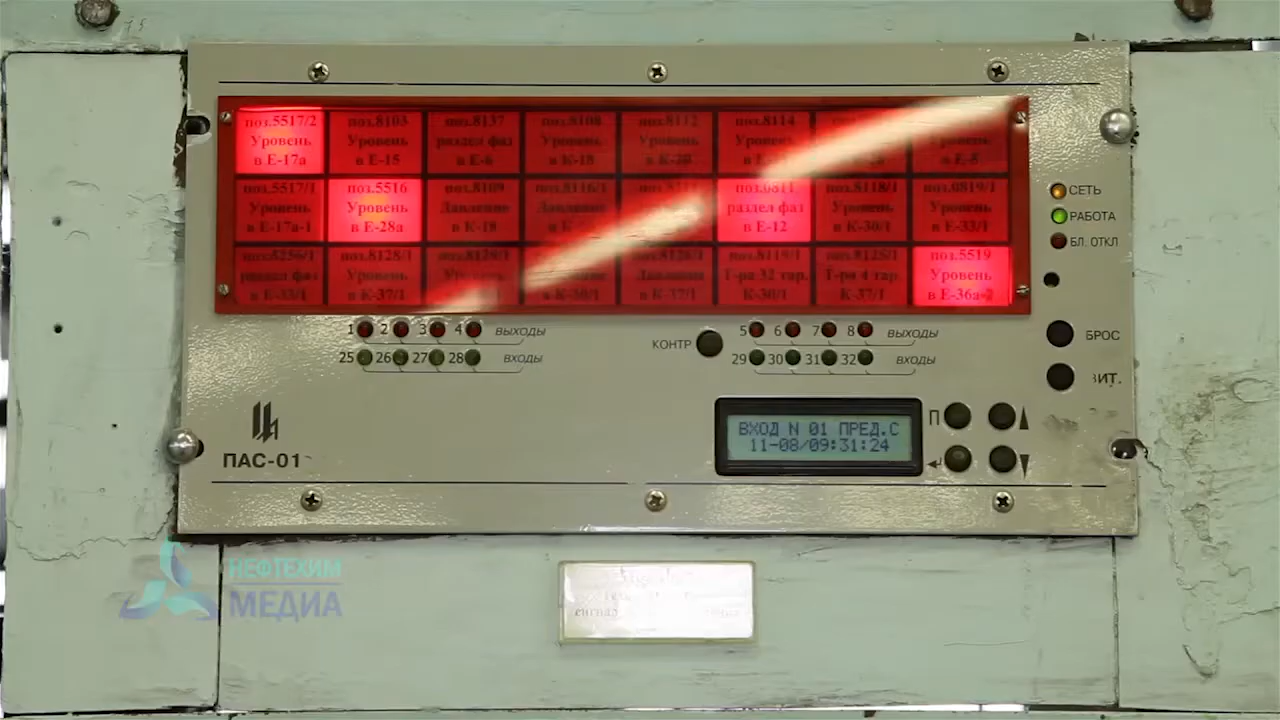 поз.5517/2
Уровень
в Е-17а
поз.8103
Уровень
в Е-15
поз.8137
раздел фаз
в Е-6
поз.8108
Уровень
в К-18
поз.8112
Уровень
поз.8114
Уровень
Уровень
в Е-8
поз.5517/1
Уровень
в Е-17а-1
поз.5516
Уровень
в Е-28а
поз.8109
Давление
в К-18
поз.8116/1
Давление
раздел фаз
в Е-12
поз.8118/1
Уровень
в К-30/1
поз.0819/1
Уровень
в Е-33/1
поз.8256/1
раздел фаз
в Е-33/1
поз.8128/1
Уровень
в К-37/1
в К-30/1
Давление
в К-37/1
поз.8119/1
Т-ра 32 тар.
К-30/1
поз.8125/1
Т-ра 4 тар.
К-37/1
поз.5519
Уровень
в Е-36а-2
СЕТЬ
РАБОТА
БЛ. ОТКЛ
1 2 3 4 ВЫХОДЫ
25 26 27 28 ВХОДЫ
КОНТР
5 6 7 8 ВЫХОДЫ
29 30 31 32 ВХОДЫ
БРОС
ЗИТ.
ПАС-01
ВХОД N 01 ПРЕД.С
11-08/09:31:24
П
НЕФТЕХИМ
МЕДИА